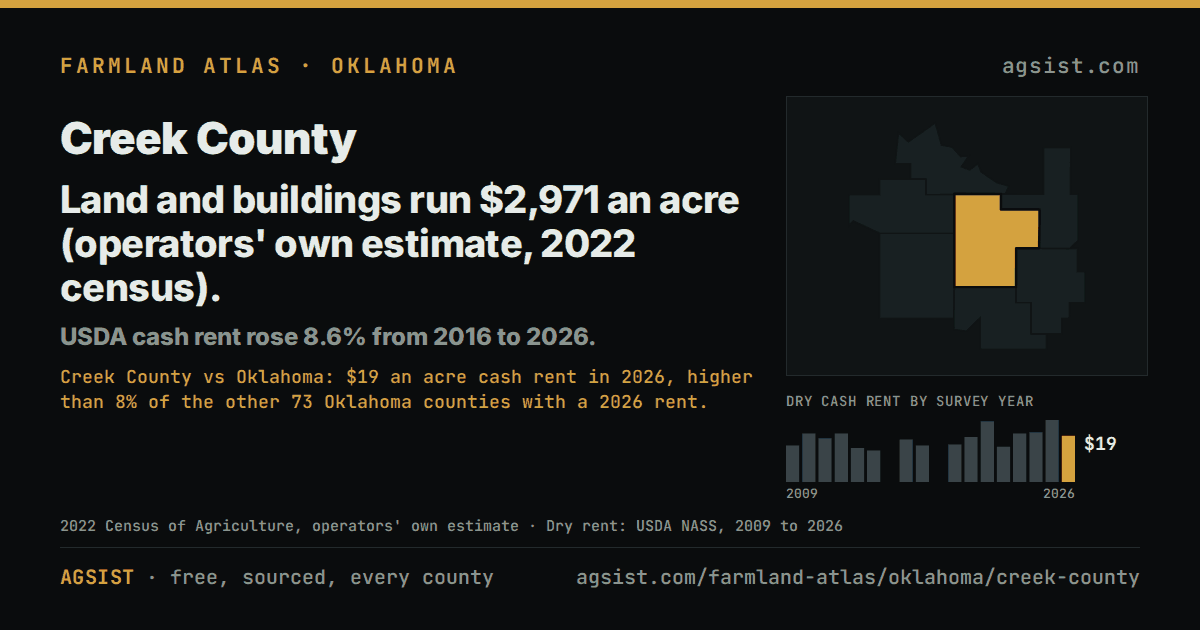 FARMLAND ATLAS · OKLAHOMA
agsist.com
Creek County
Land and buildings run $2,971 an acre
(operators' own estimate, 2022
census).
USDA cash rent rose 8.6% from 2016 to 2026.
Creek County vs Oklahoma: $19 an acre cash rent in 2026, higher
than 8% of the other 73 Oklahoma counties with a 2026 rent.
DRY CASH RENT BY SURVEY YEAR
$19
2009
2026
2022 Census of Agriculture, operators' own estimate · Dry rent: USDA NASS, 2009 to 2026
AGSIST · free, sourced, every county
agsist.com/farmland-atlas/oklahoma/creek-county